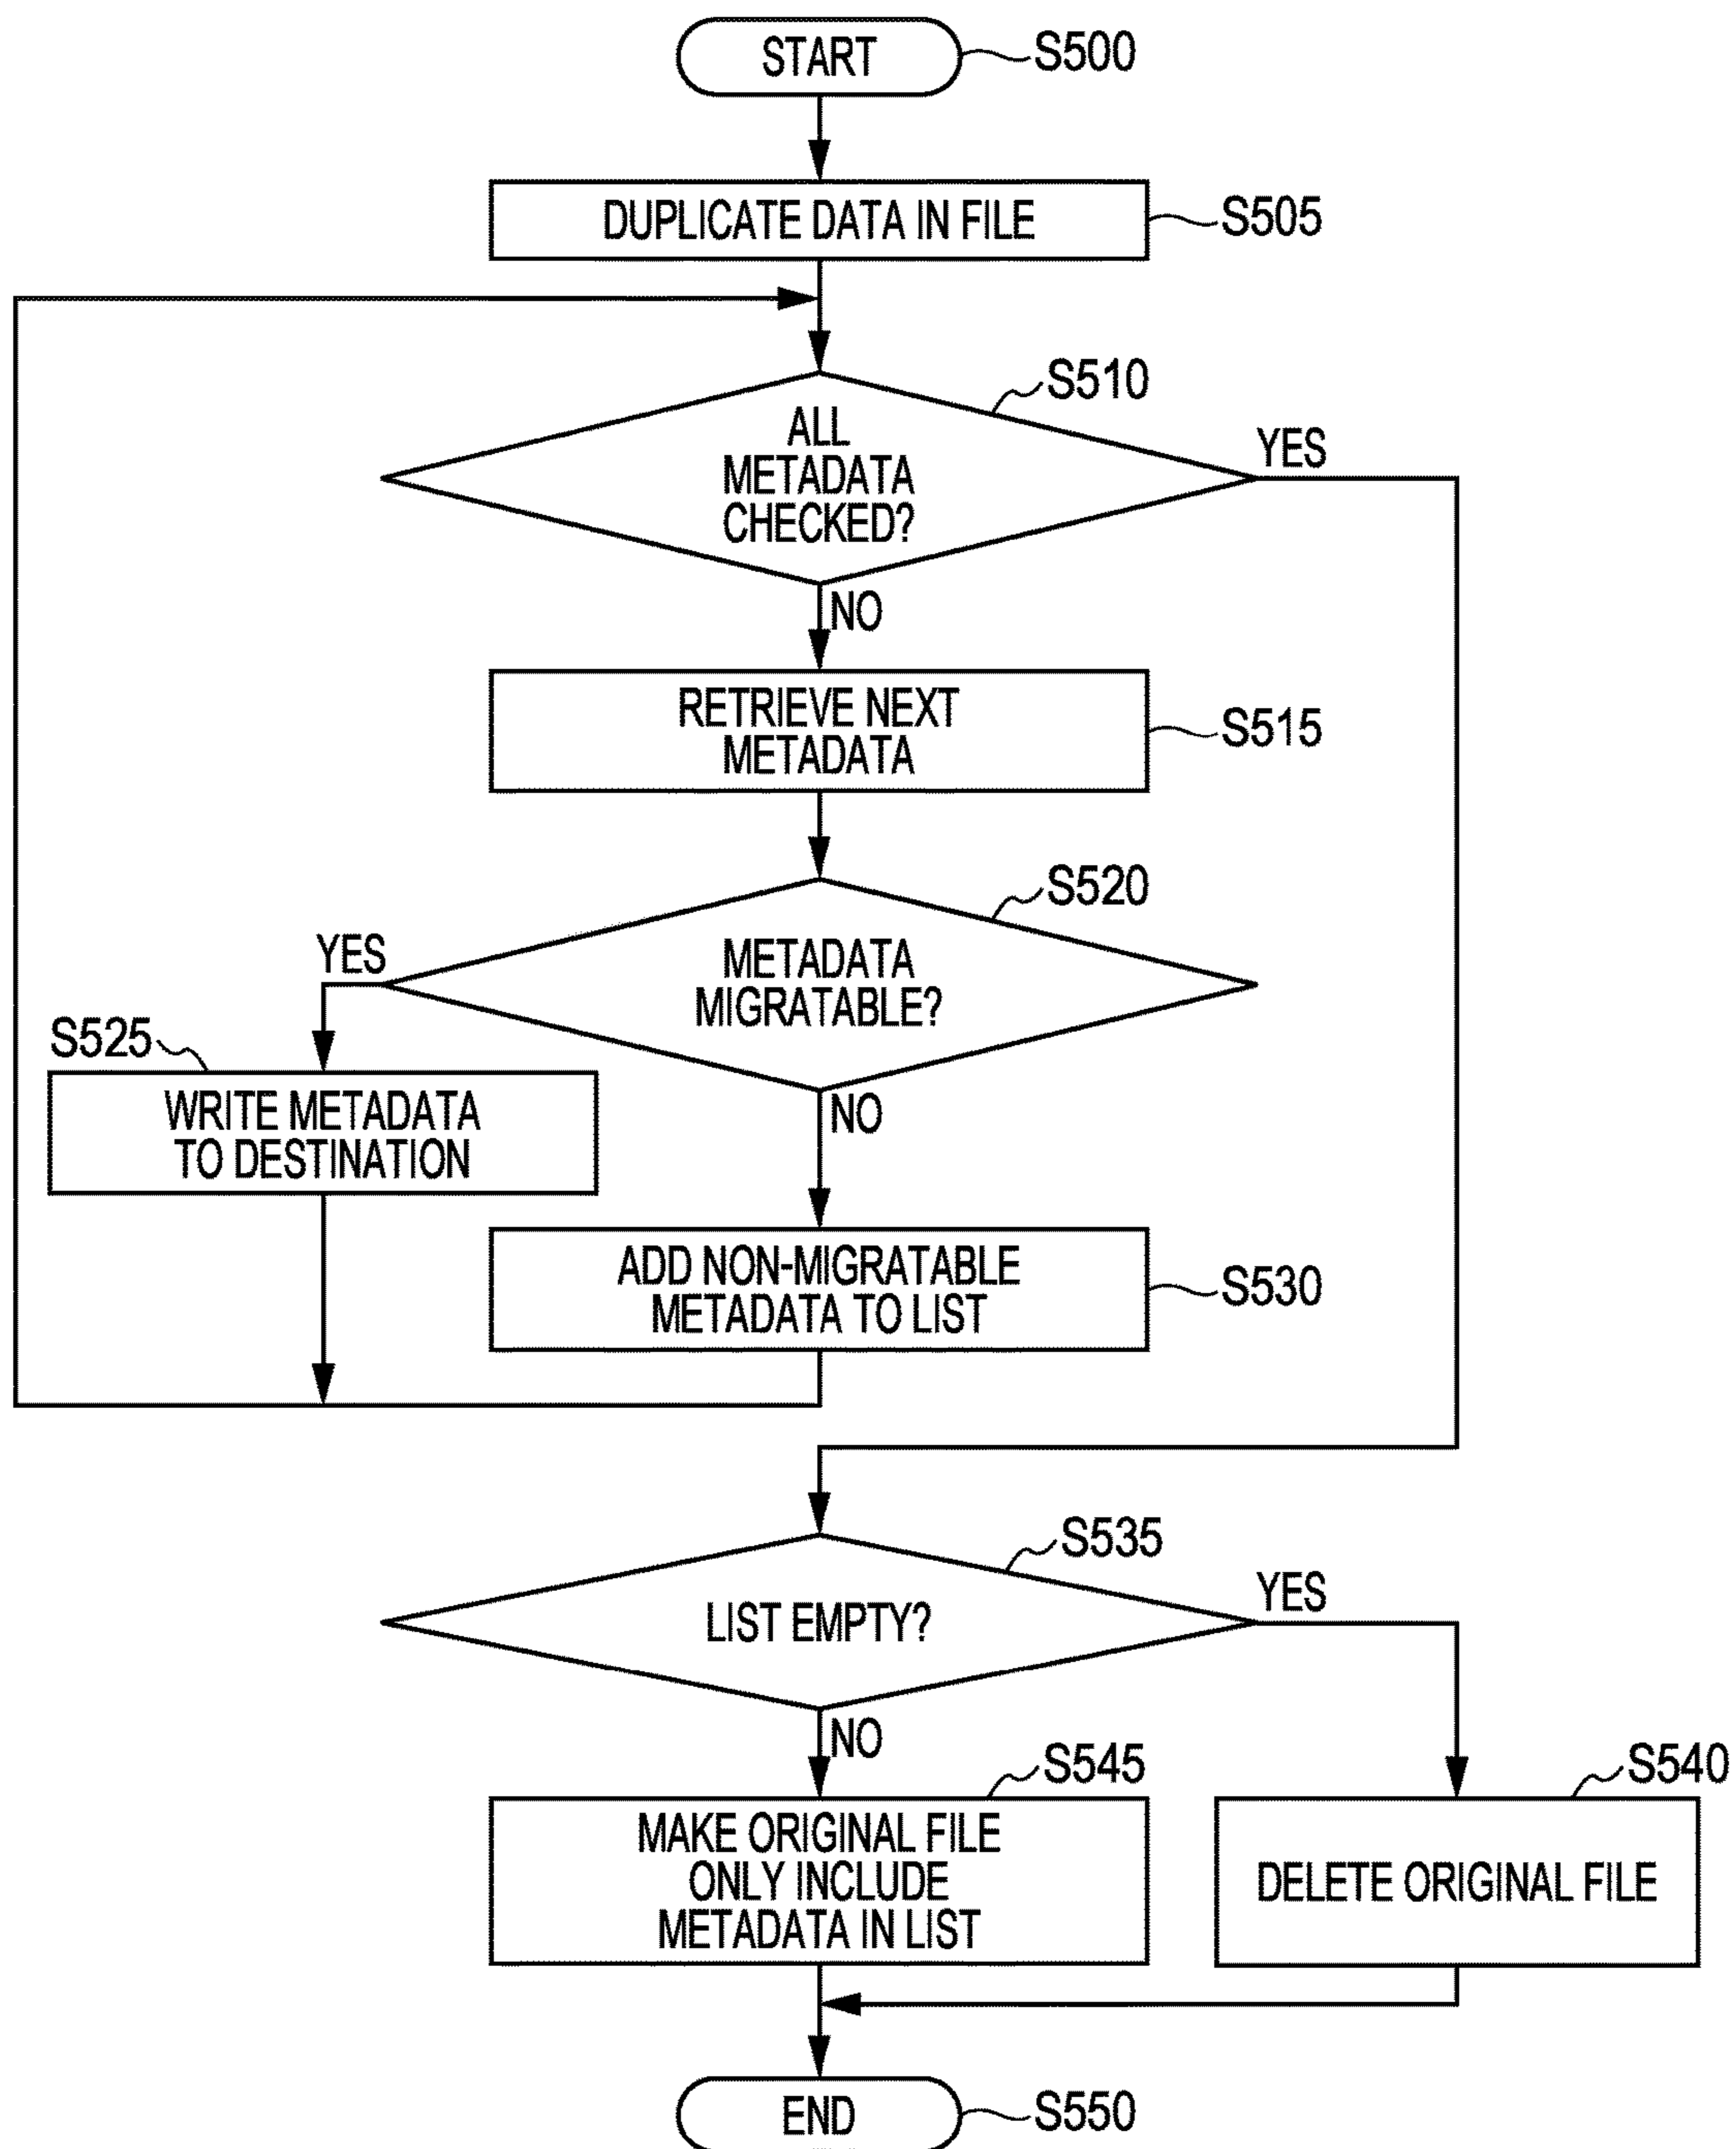 START
S500
DUPLICATE DATA IN FILE
S505
S510
ALL
METADATA
CHECKED?
YES
NO
RETRIEVE NEXT
METADATA
S515
S520
METADATA
MIGRATABLE?
YES
NO
S525
WRITE METADATA
TO DESTINATION
ADD NON-MIGRATABLE
METADATA TO LIST
S530
S535
LIST EMPTY?
YES
NO
S545
MAKE ORIGINAL FILE
ONLY INCLUDE
METADATA IN LIST
S540
DELETE ORIGINAL FILE
END
S550